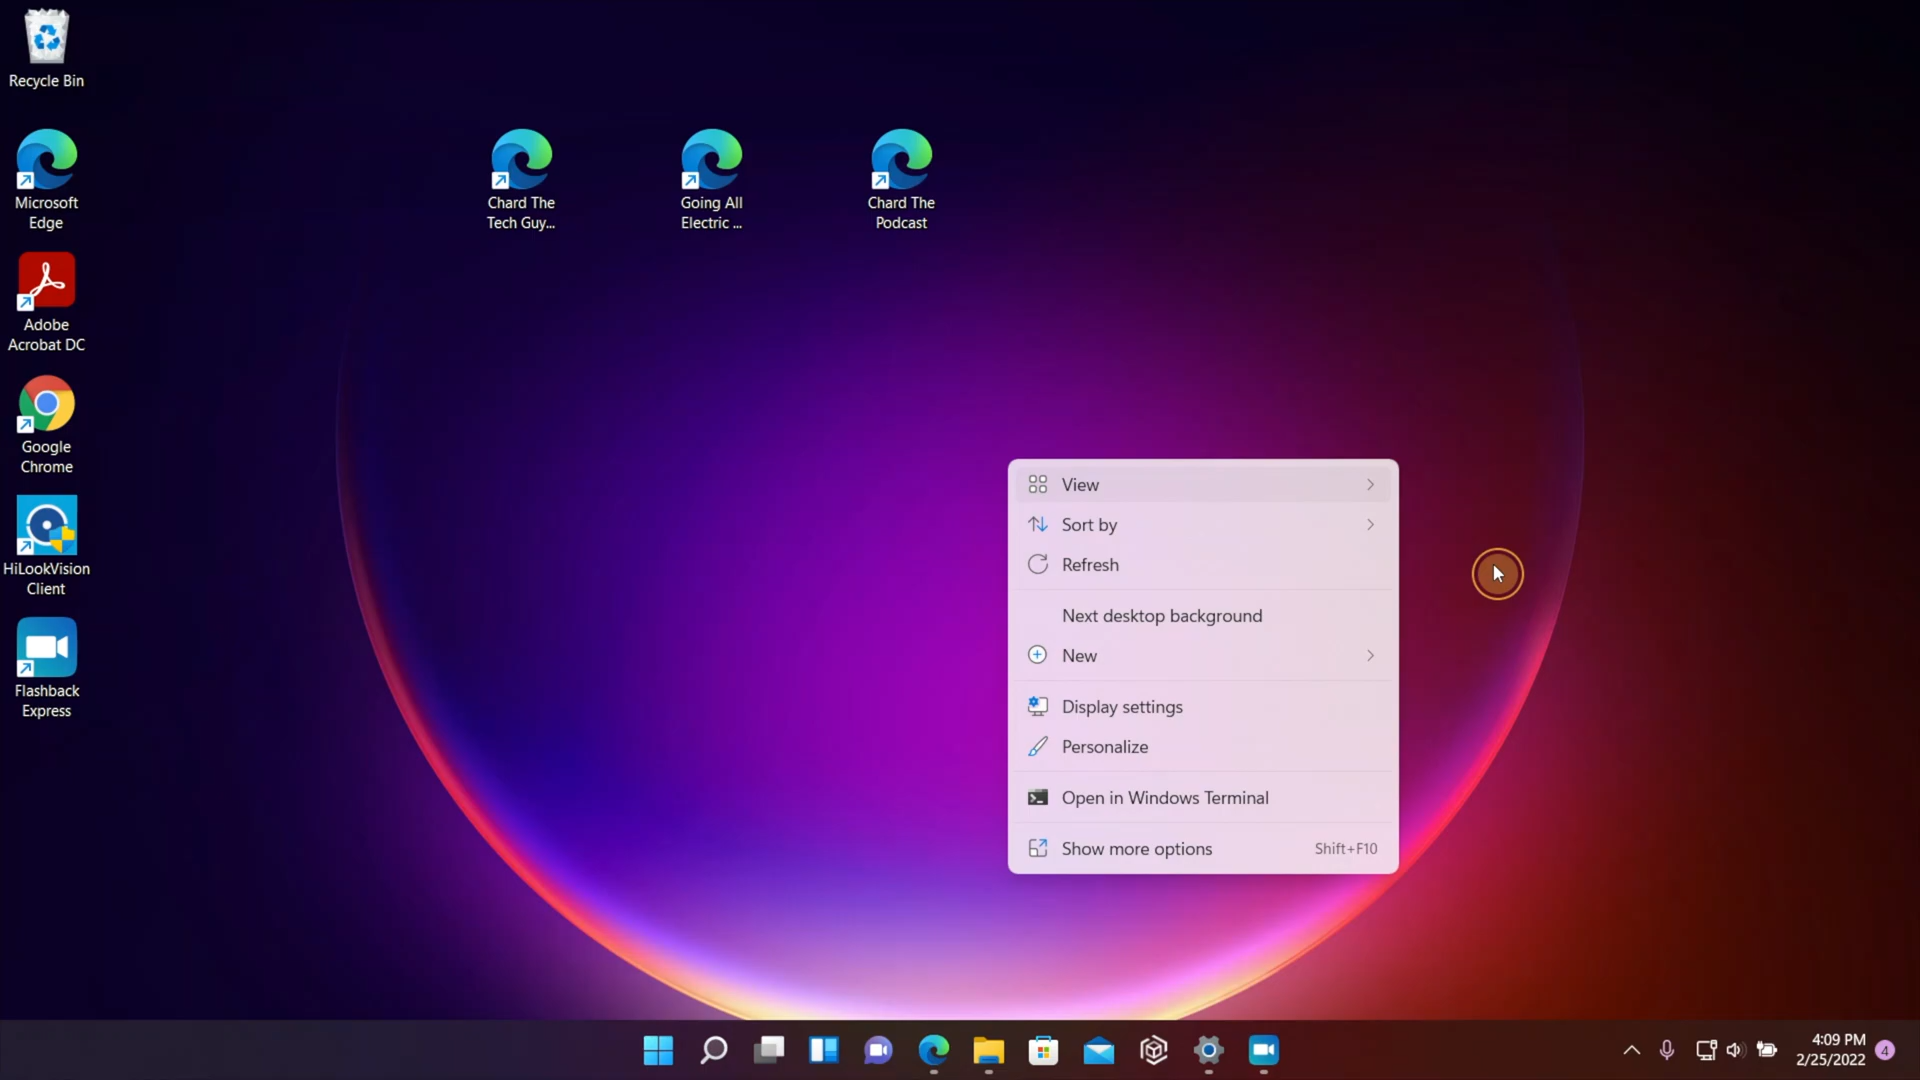 Recycle Bin
Microsoft
Edge
Adobe
Acrobat DC
Google
Chrome
HiLookVision
Client
Flashback
Express
Chard The
Tech Guy...
Going All
Electric ...
Chard The
Podcast
View
Sort by
Refresh
Next desktop background
New
Display settings
Personalize
Open in Windows Terminal
Show more options Shift+F10
4:09 PM
2/25/2022
4